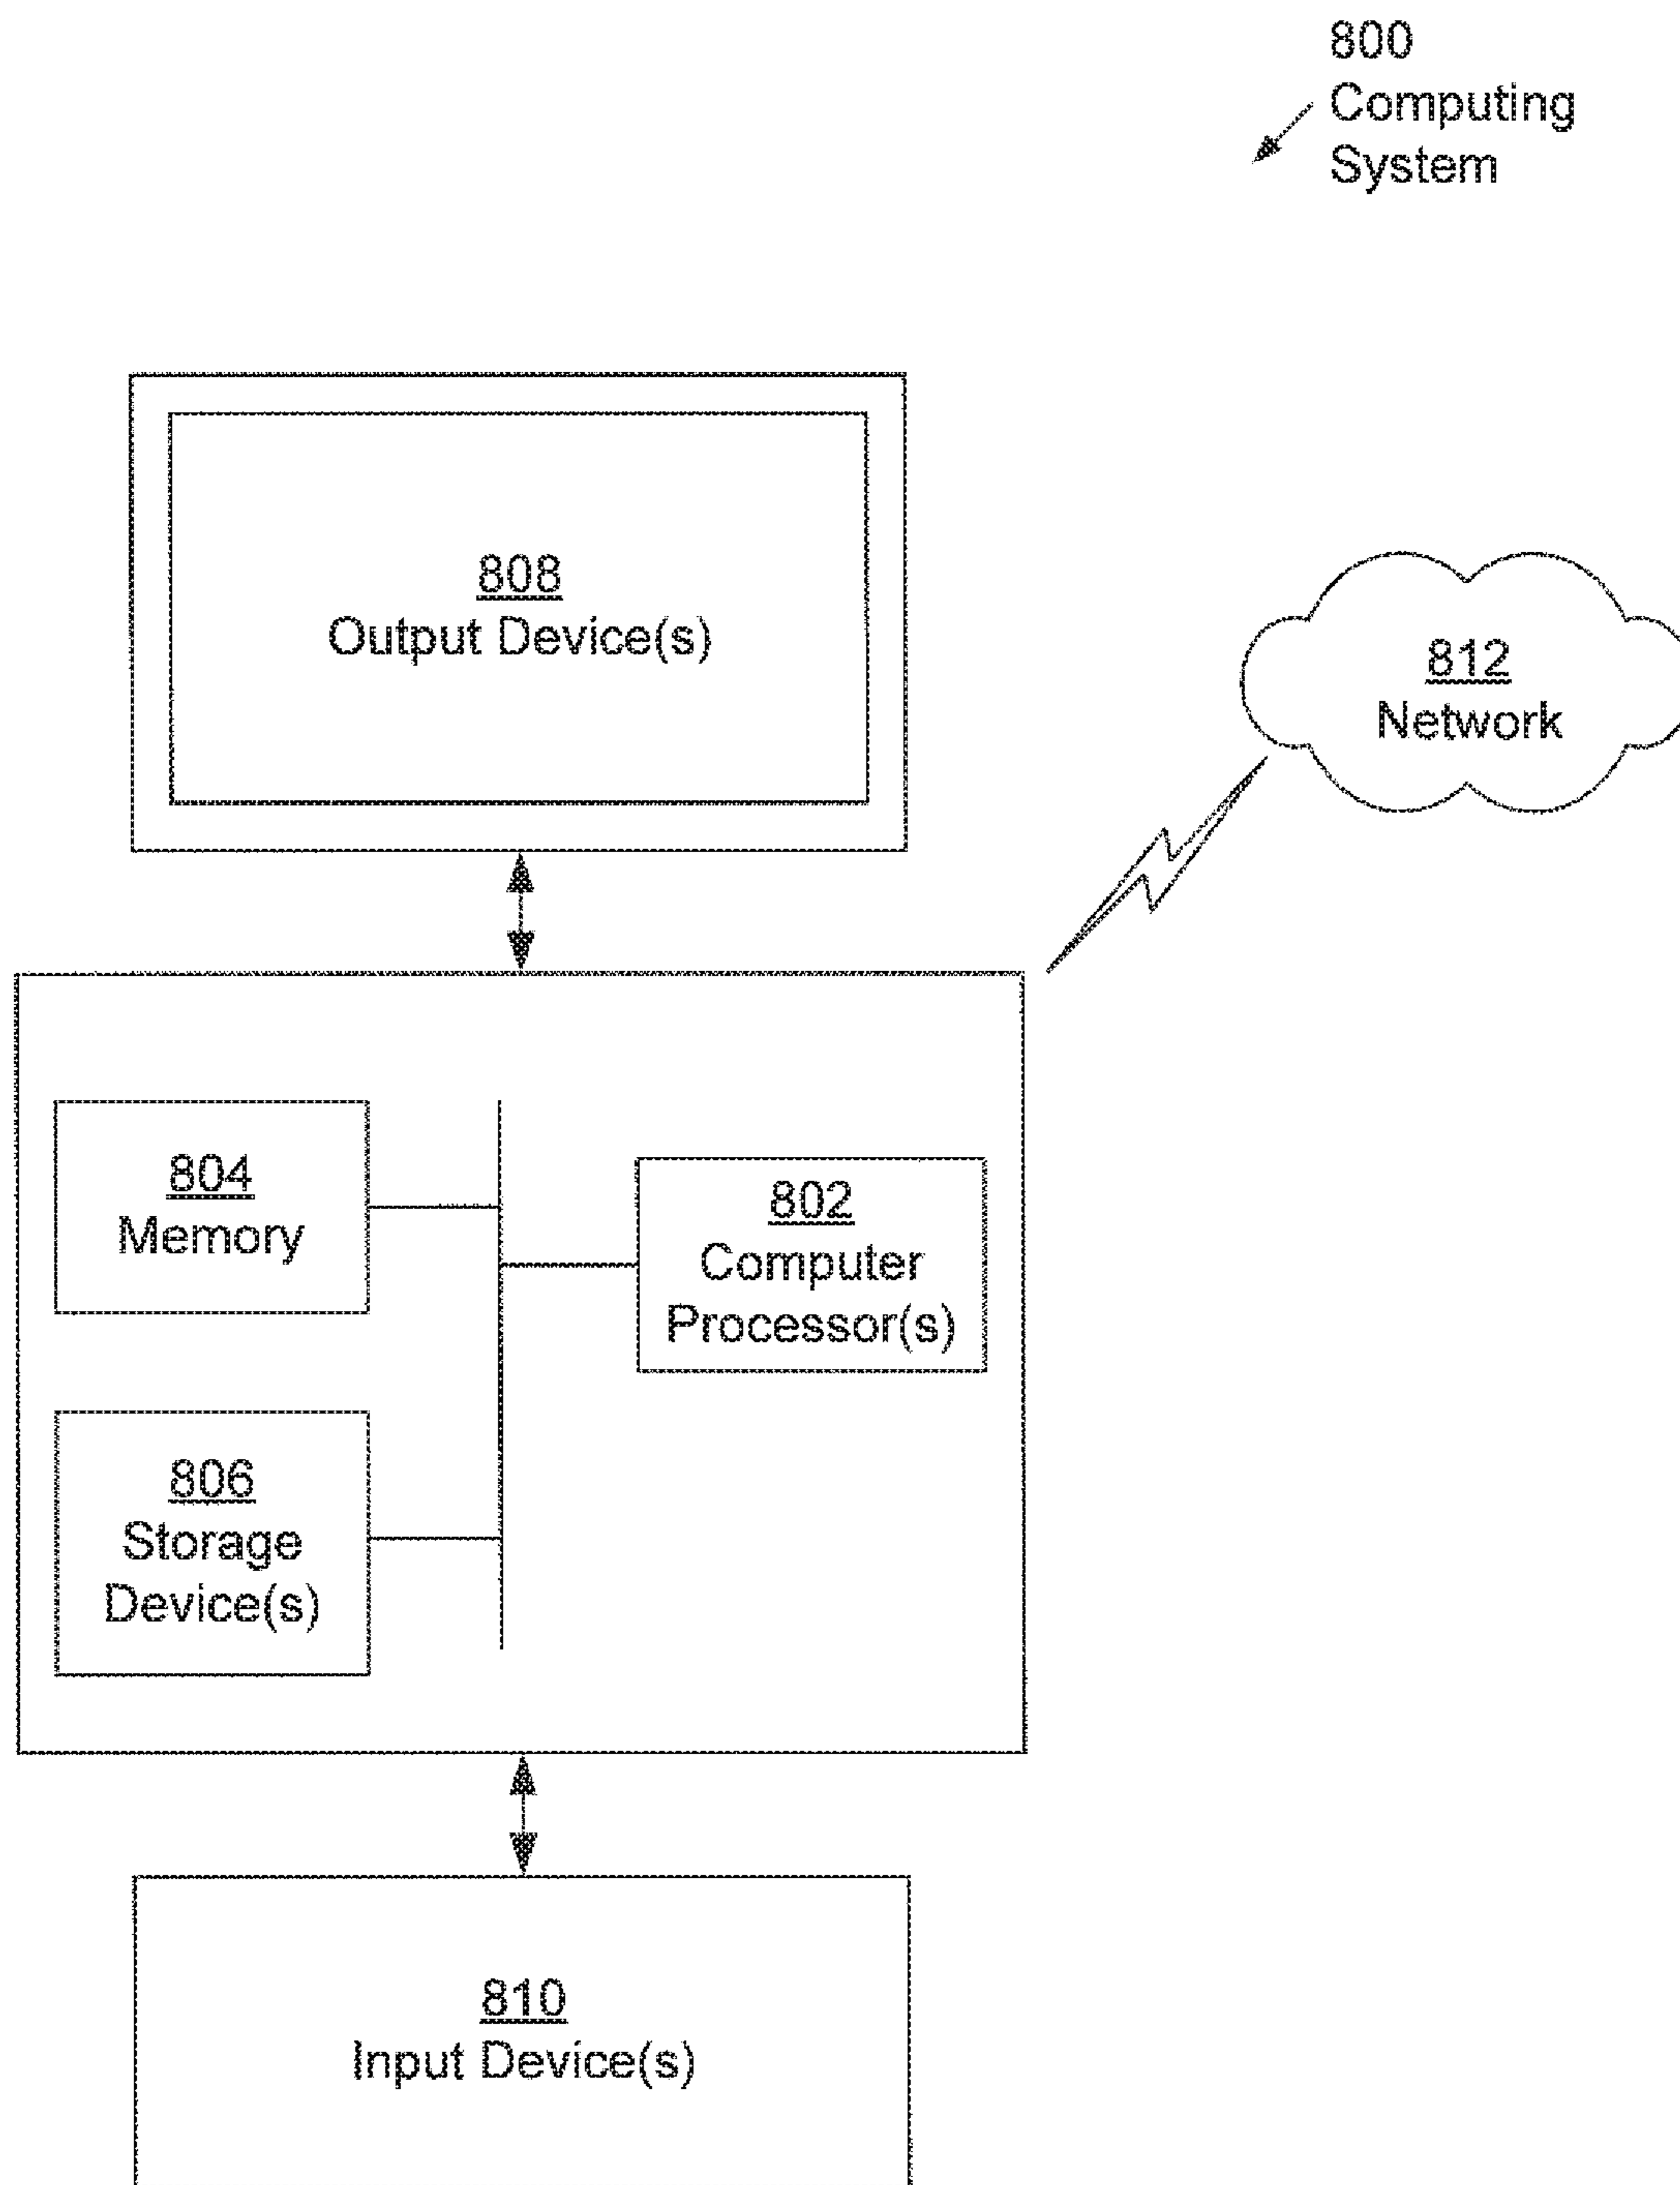 800
Computing
System
808
Output Device(s)
812
Network
804
Memory
802
Computer
Processor(s)
806
Storage
Device(s)
810
Input Device(s)